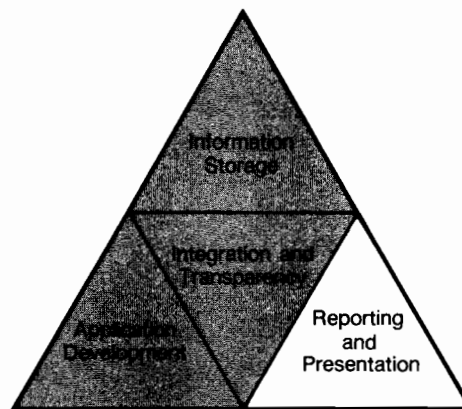 Information
Storage
Integration and
Transparency
Application
Development
Reporting
and
Presentation